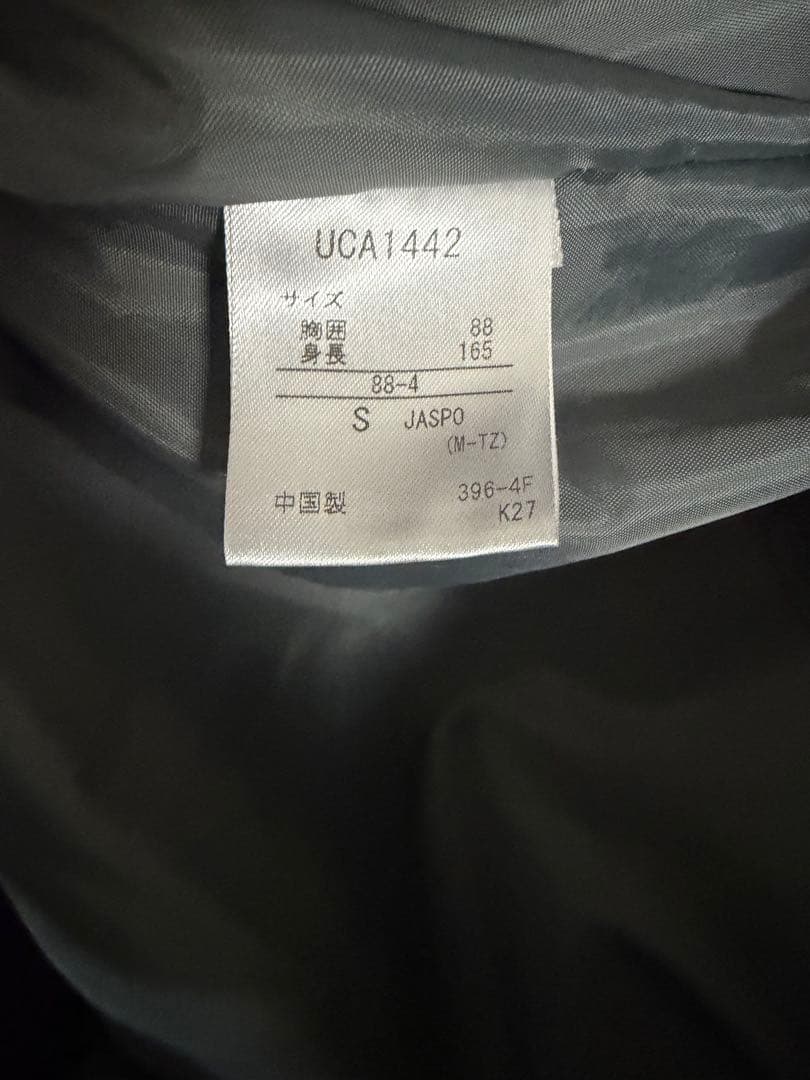 UCA1442
サイズ
胸囲 88
身長 165
88-4
S JASPO
(M-TZ)
中国製 396-4F
K27